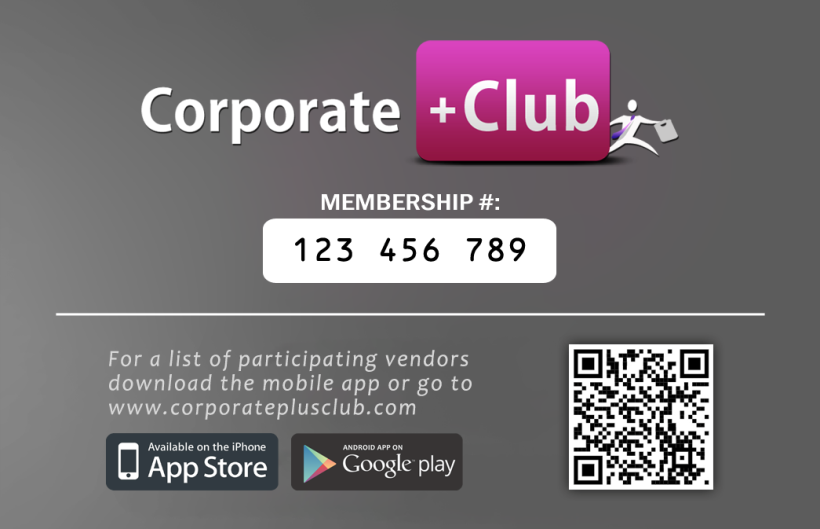 Corporate +Club
MEMBERSHIP #:
123 456 789
For a list of participating vendors
download the mobile app or go to
www.corporateplusclub.com
Available on the iPhone
App Store
ANDROID APP ON
Google play